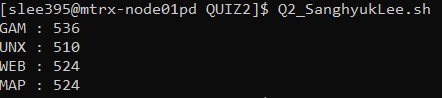 [slee395@mtrx-node01pd QUIZ2]$ Q2_SanghyukLee.sh
GAM : 536
UNX : 510
WEB : 524
MAP : 524